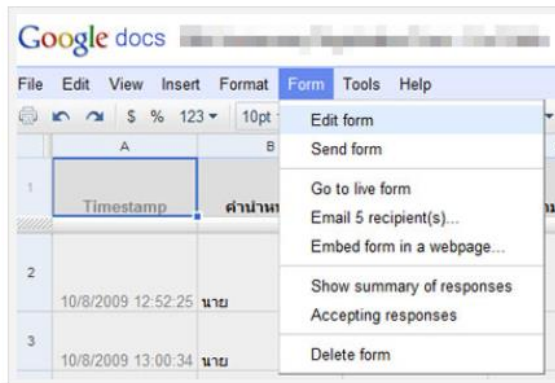 Google docs
File Edit View Insert Format Form Tools Help
$ % 123 10pt
Edit form
Send form
Go to live form
Email 5 recipient(s)...
Embed form in a webpage...
Show summary of responses
Accepting responses
Delete form
A B
1 Timestamp
2 10/8/2009 12:52:25 นาย
3 10/8/2009 13:00:34 นาย